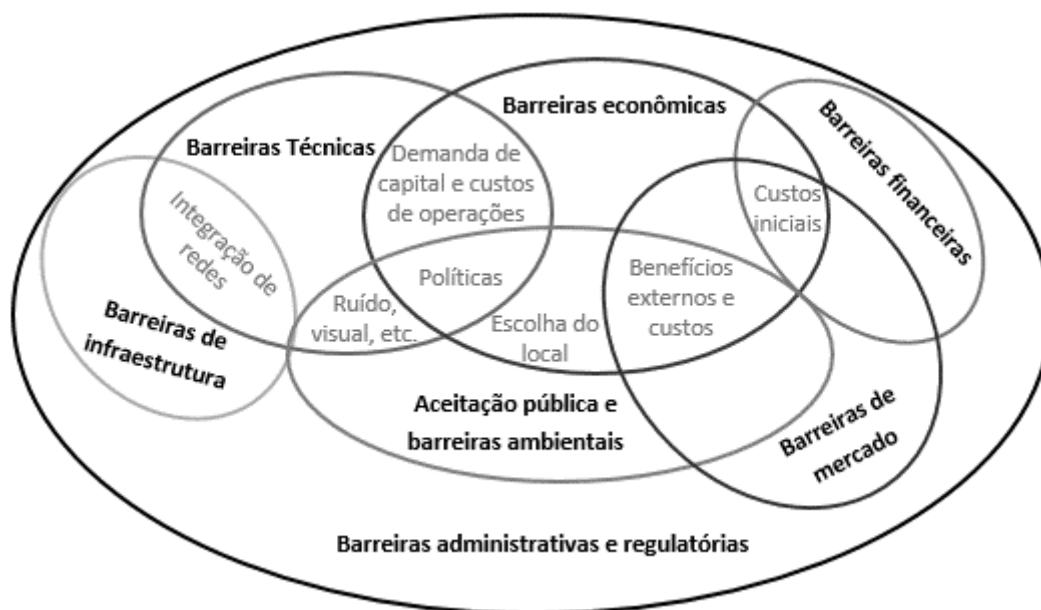 Barreiras econômicas
Barreiras Técnicas
Demanda de
capital e custos
de operações
Barreiras financeiras
Custos
iniciais
Integração de
redes
Políticas
Benefícios
externos e
custos
Ruído,
visual, etc.
Escolha do
local
Barreiras de
infraestrutura
Aceitação pública e
barreiras ambientais
Barreiras de
mercado
Barreiras administrativas e regulatórias